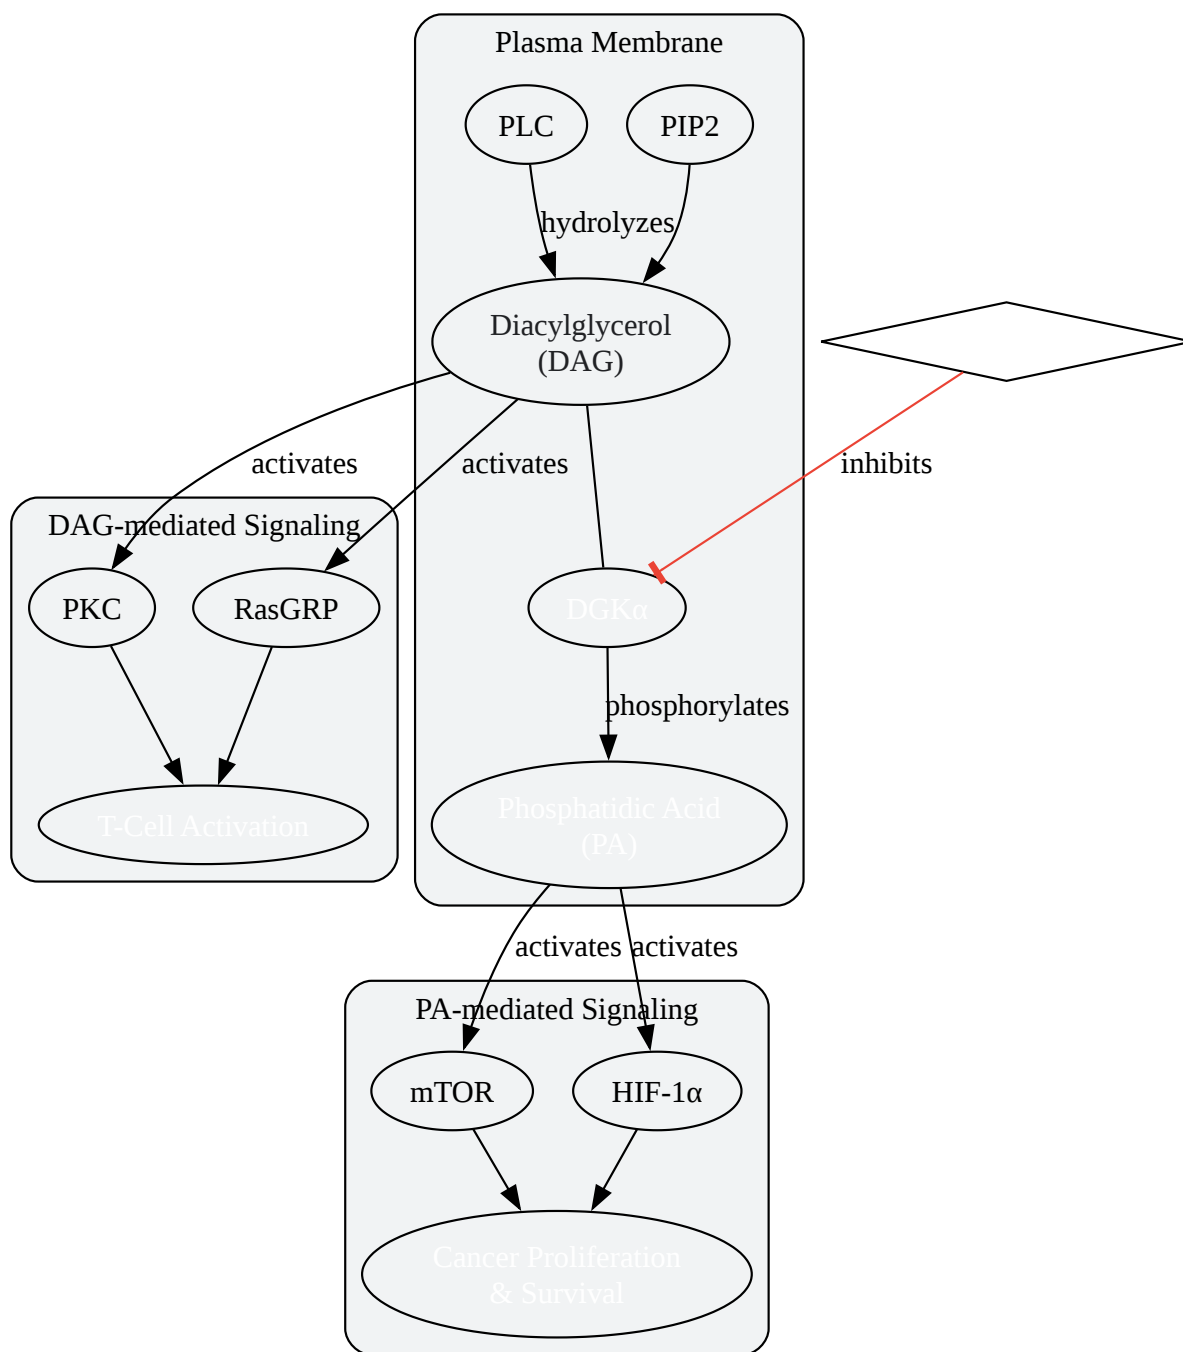 Plasma Membrane
PLC
PIP2
hydrolyzes
Diacylglycerol
(DAG)
activates
activates
inhibits
DAG-mediated Signaling
PKC
RasGRP
DGKα
phosphorylates
T-Cell Activation
Phosphatidic Acid
(PA)
activates
activates
PA-mediated Signaling
mTOR
HIF-1α
Cancer Proliferation
& Survival